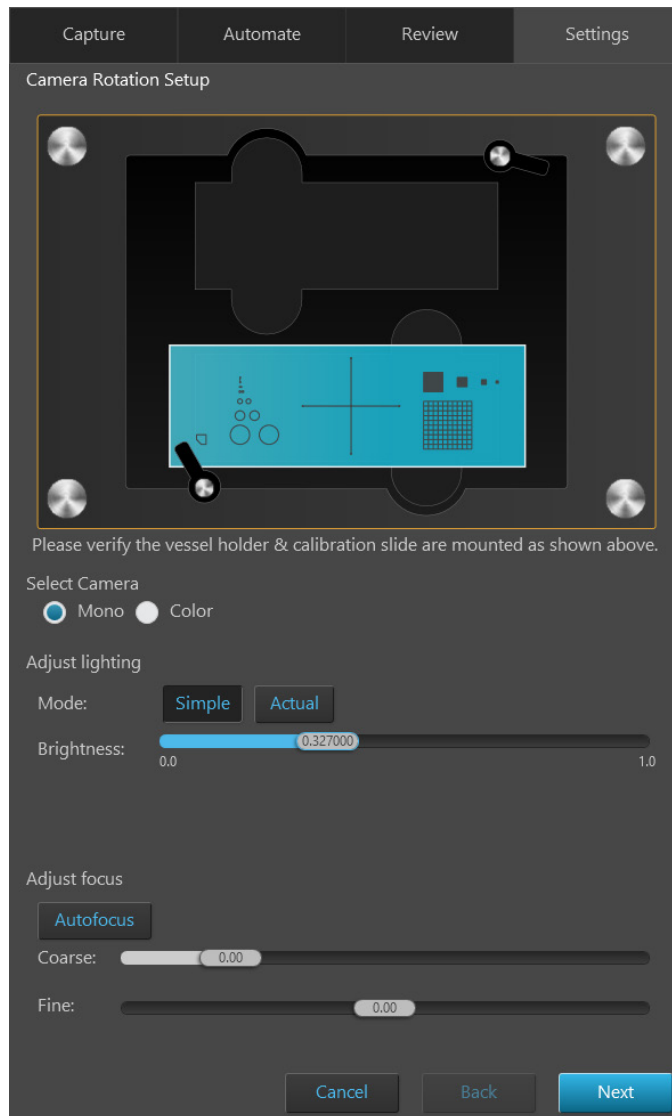 Capture Automate Review Settings
Camera Rotation Setup
Please verify the vessel holder & calibration slide are mounted as shown above.
Select Camera
Mono Color
Adjust lighting
Mode: Simple Actual
Brightness: 0.327000
0.0 1.0
Adjust focus
Autofocus
Coarse: 0.00
Fine: 0.00
Cancel Back Next